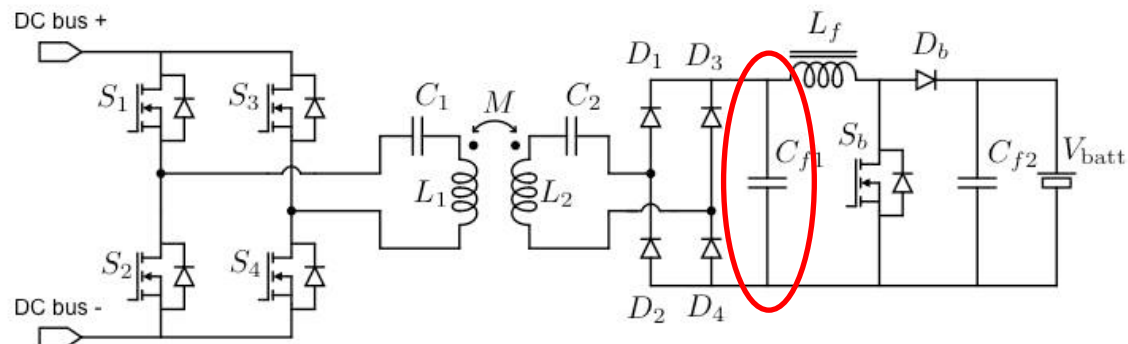 DC bus +
S1
S3
C1
M
C2
L1
L2
D1
D3
Lf
Db
Cf1
Sb
Cf2
Vbatt
S2
S4
D2
D4
DC bus -